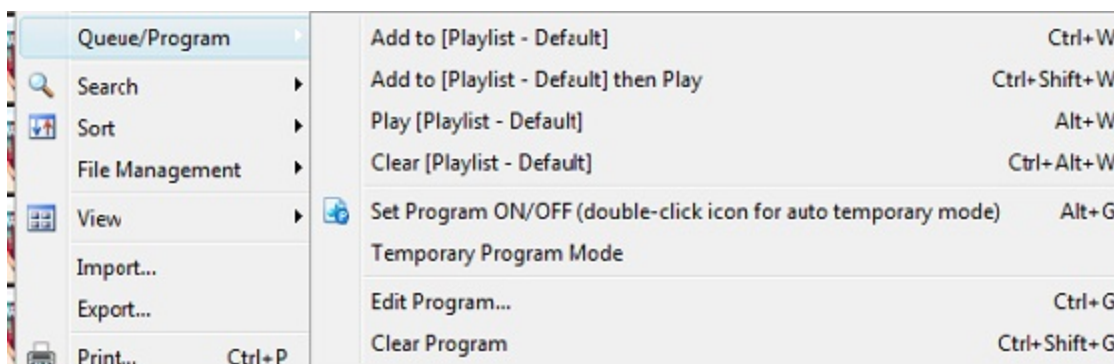 Queue/Program
Search
Sort
File Management
View
Import...
Export...
Print... Ctrl+P
Add to [Playlist - Default] Ctrl+W
Add to [Playlist - Default] then Play Ctrl+Shift+W
Play [Playlist - Default] Alt+W
Clear [Playlist - Default] Ctrl+Alt+W
Set Program ON/OFF (double-click icon for auto temporary mode) Alt+G
Temporary Program Mode
Edit Program... Ctrl+G
Clear Program Ctrl+Shift+G